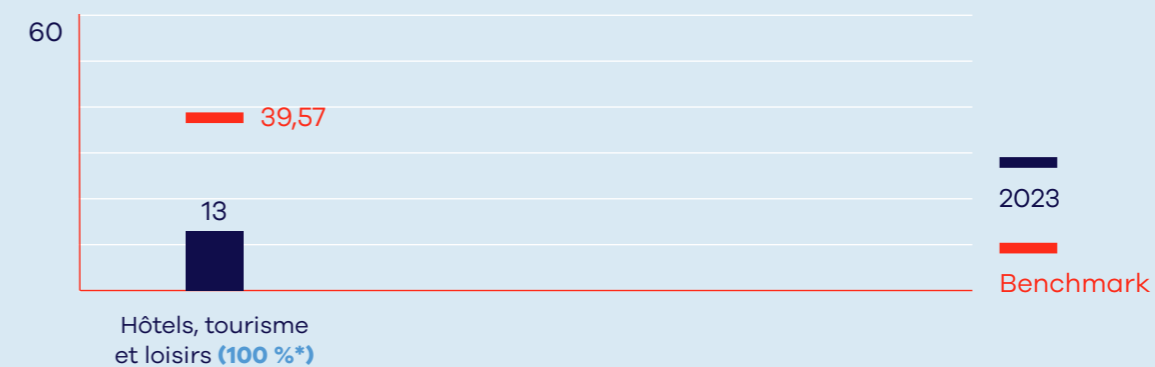 60
39,57
13
Hôtels, tourisme
et loisirs (100 %*)
2023
Benchmark